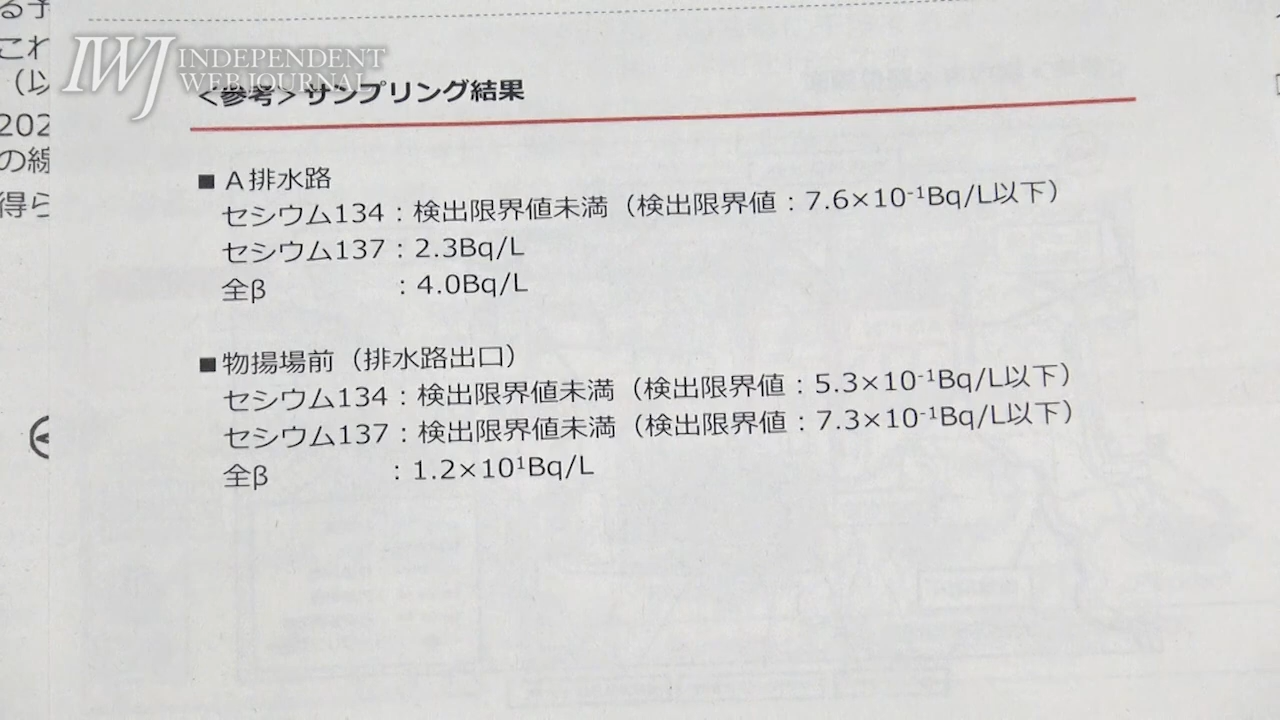 る予
これ
（以
202
の線
得ら
IWJ INDEPENDENT
WEB JOURNAL
＜参考＞サンプリング結果
■ A排水路
セシウム134：検出限界値未満（検出限界値：7.6×10⁻¹Bq/L以下）
セシウム137：2.3Bq/L
全β ：4.0Bq/L
■ 物揚場前（排水路出口）
セシウム134：検出限界値未満（検出限界値：5.3×10⁻¹Bq/L以下）
セシウム137：検出限界値未満（検出限界値：7.3×10⁻¹Bq/L以下）
全β ：1.2×10¹Bq/L